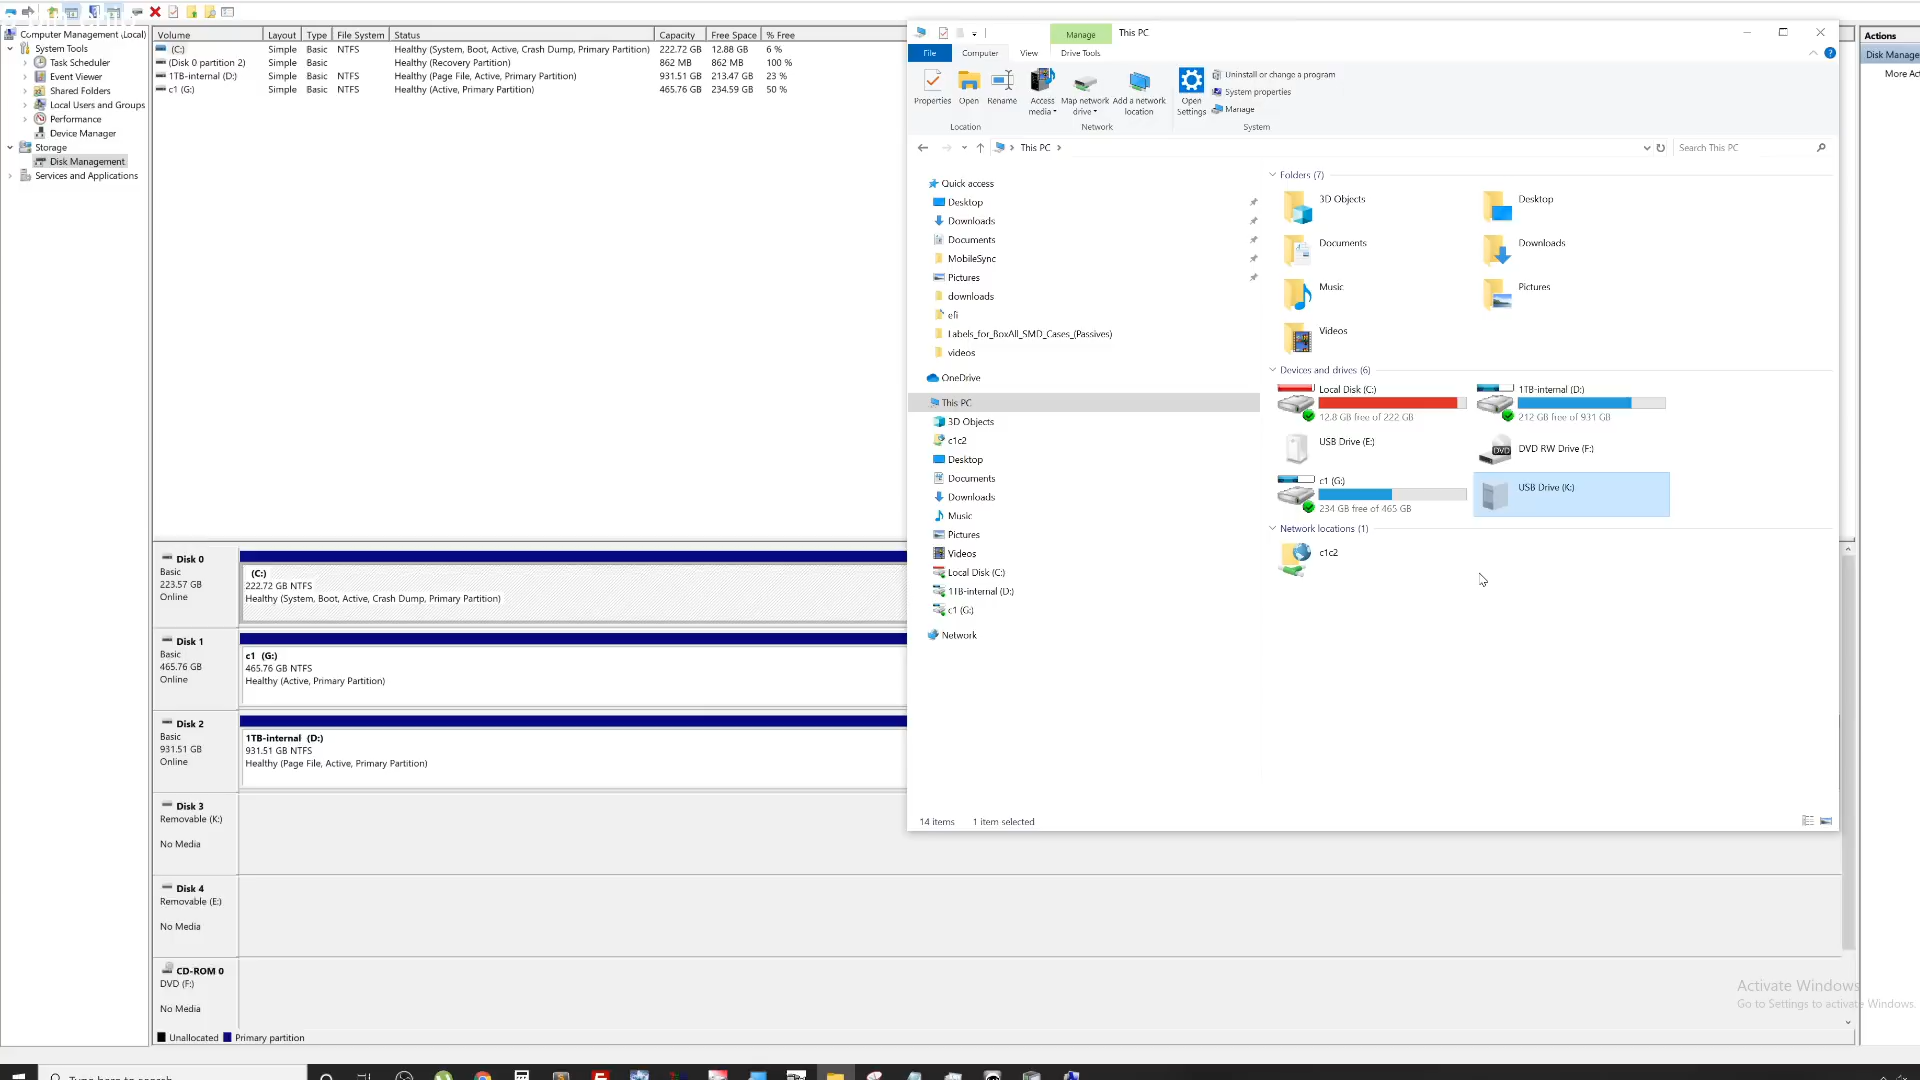 Computer Management (Local)
System Tools
Task Scheduler
Event Viewer
Shared Folders
Local Users and Groups
Performance
Device Manager
Storage
Disk Management
Services and Applications
Volume Layout Type File System Status Capacity Free Space % Free
(C:) Simple Basic NTFS Healthy (System, Boot, Active, Crash Dump, Primary Partition) 222.72 GB 12.88 GB 6 %
(Disk 0 partition 2) Simple Basic Healthy (Recovery Partition) 862 MB 862 MB 100 %
1TB-internal (D:) Simple Basic NTFS Healthy (Page File, Active, Primary Partition) 931.51 GB 213.47 GB 23 %
c1 (G:) Simple Basic NTFS Healthy (Active, Primary Partition) 465.76 GB 234.59 GB 50 %
Disk 0
Basic
223.57 GB
Online
(C:)
222.72 GB NTFS
Healthy (System, Boot, Active, Crash Dump, Primary Partition)
Disk 1
Basic
465.76 GB
Online
c1 (G:)
465.76 GB NTFS
Healthy (Active, Primary Partition)
Disk 2
Basic
931.51 GB
Online
1TB-internal (D:)
931.51 GB NTFS
Healthy (Page File, Active, Primary Partition)
Disk 3
Removable (K:)
No Media
Disk 4
Removable (E:)
No Media
CD-ROM 0
DVD (F:)
No Media
Unallocated Primary partition
Manage This PC
File Computer View Drive Tools
Properties Open Rename Access media Map network drive Add a network location Open Settings
Uninstall or change a program
System properties
Manage
Location Network System
This PC
Search This PC
Quick access
Desktop
Downloads
Documents
MobileSync
Pictures
downloads
efi
Labels_for_BoxAll_SMD_Cases_(Passives)
videos
OneDrive
This PC
3D Objects
c1c2
Desktop
Documents
Downloads
Music
Pictures
Videos
Local Disk (C:)
1TB-internal (D:)
c1 (G:)
Network
Folders (7)
3D Objects Desktop
Documents Downloads
Music Pictures
Videos
Devices and drives (6)
Local Disk (C:) 1TB-internal (D:)
12.8 GB free of 222 GB 212 GB free of 931 GB
USB Drive (E:) DVD RW Drive (F:)
DVD
c1 (G:) USB Drive (K:)
234 GB free of 465 GB
Network locations (1)
c1c2
14 items 1 item selected
Actions
Disk Manage
More Ac
Activate Windows
Go to Settings to activate Windows.
Type here to search